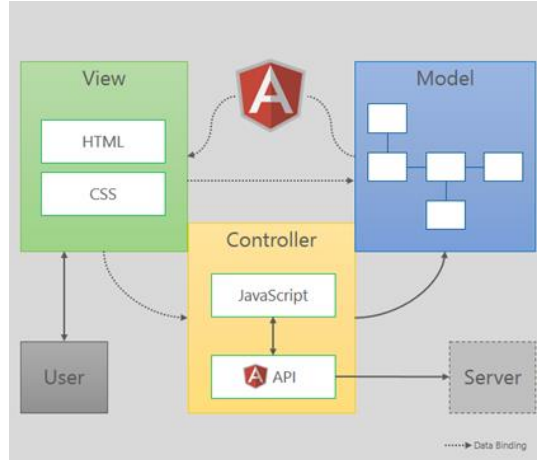 View
Model
HTML
CSS
Controller
JavaScript
API
User
Server
Data Binding